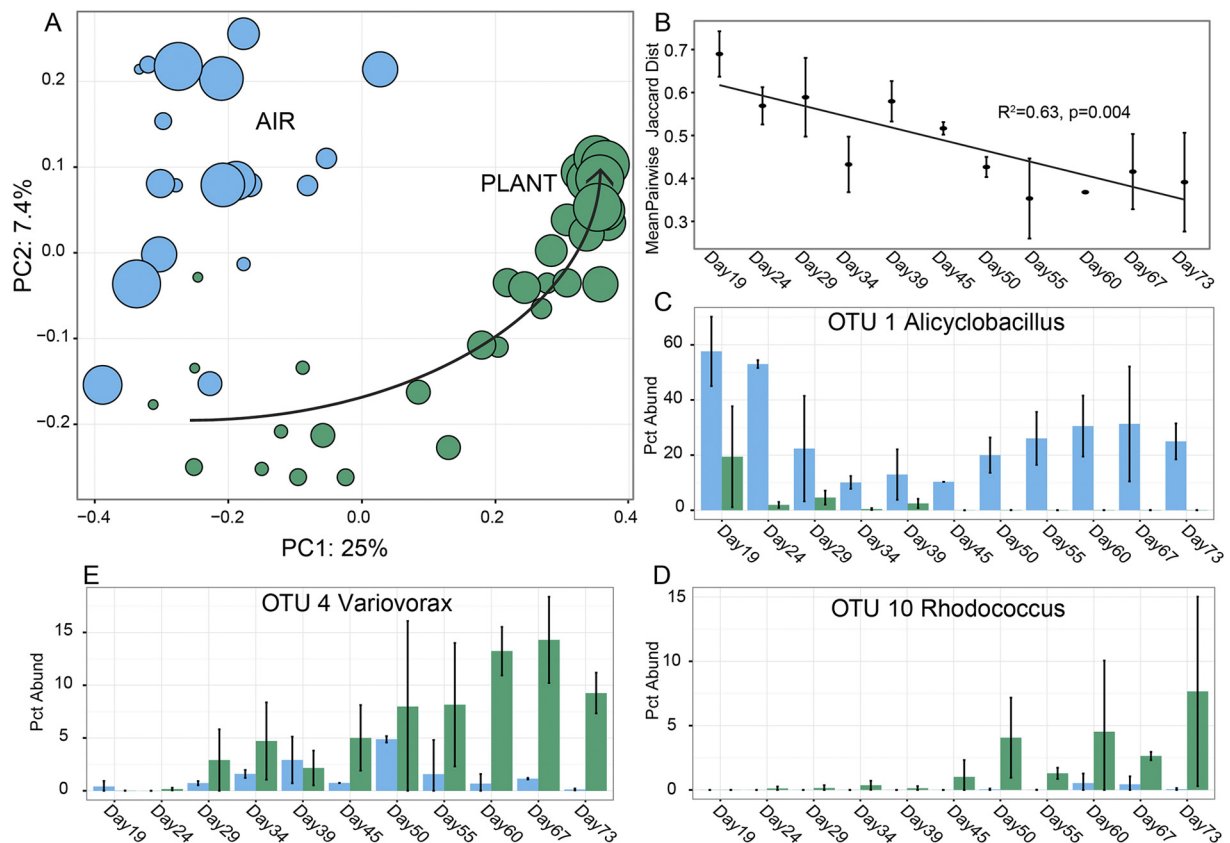 A
PC2: 7.4%
0.2
0.1
0.0
−0.1
−0.2
AIR
PLANT
−0.4
−0.2
0.0
0.2
0.4
PC1: 25%
B
MeanPairwise Jaccard Dist
0.7
0.6
0.5
0.4
0.3
R²=0.63, p=0.004
Day19
Day24
Day29
Day34
Day39
Day45
Day50
Day55
Day60
Day67
Day73
C
OTU 1 Alicyclobacillus
Pct Abund
60
40
20
0
Day19
Day24
Day29
Day34
Day39
Day45
Day50
Day55
Day60
Day67
Day73
E
OTU 4 Variovorax
Pct Abund
15
10
5
0
Day19
Day24
Day29
Day34
Day39
Day45
Day50
Day55
Day60
Day67
Day73
D
OTU 10 Rhodococcus
Pct Abund
15
10
5
0
Day19
Day24
Day29
Day34
Day39
Day45
Day50
Day55
Day60
Day67
Day73